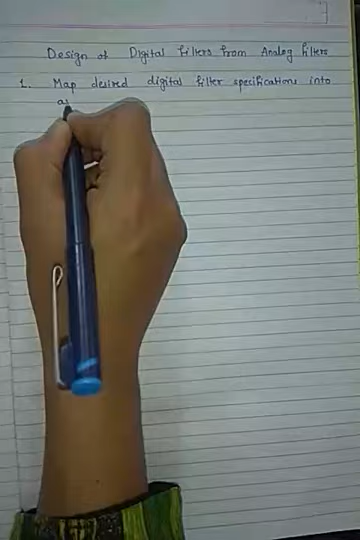 Design of Digital Filters from Analog Filters
1. Map desired digital filter specifications into